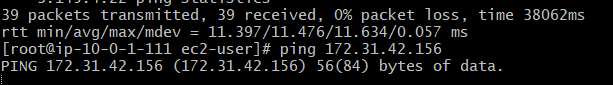 39 packets transmitted, 39 received, 0% packet loss, time 38062ms
rtt min/avg/max/mdev = 11.397/11.476/11.634/0.057 ms
[root@ip-10-0-1-111 ec2-user]# ping 172.31.42.156
PING 172.31.42.156 (172.31.42.156) 56(84) bytes of data.